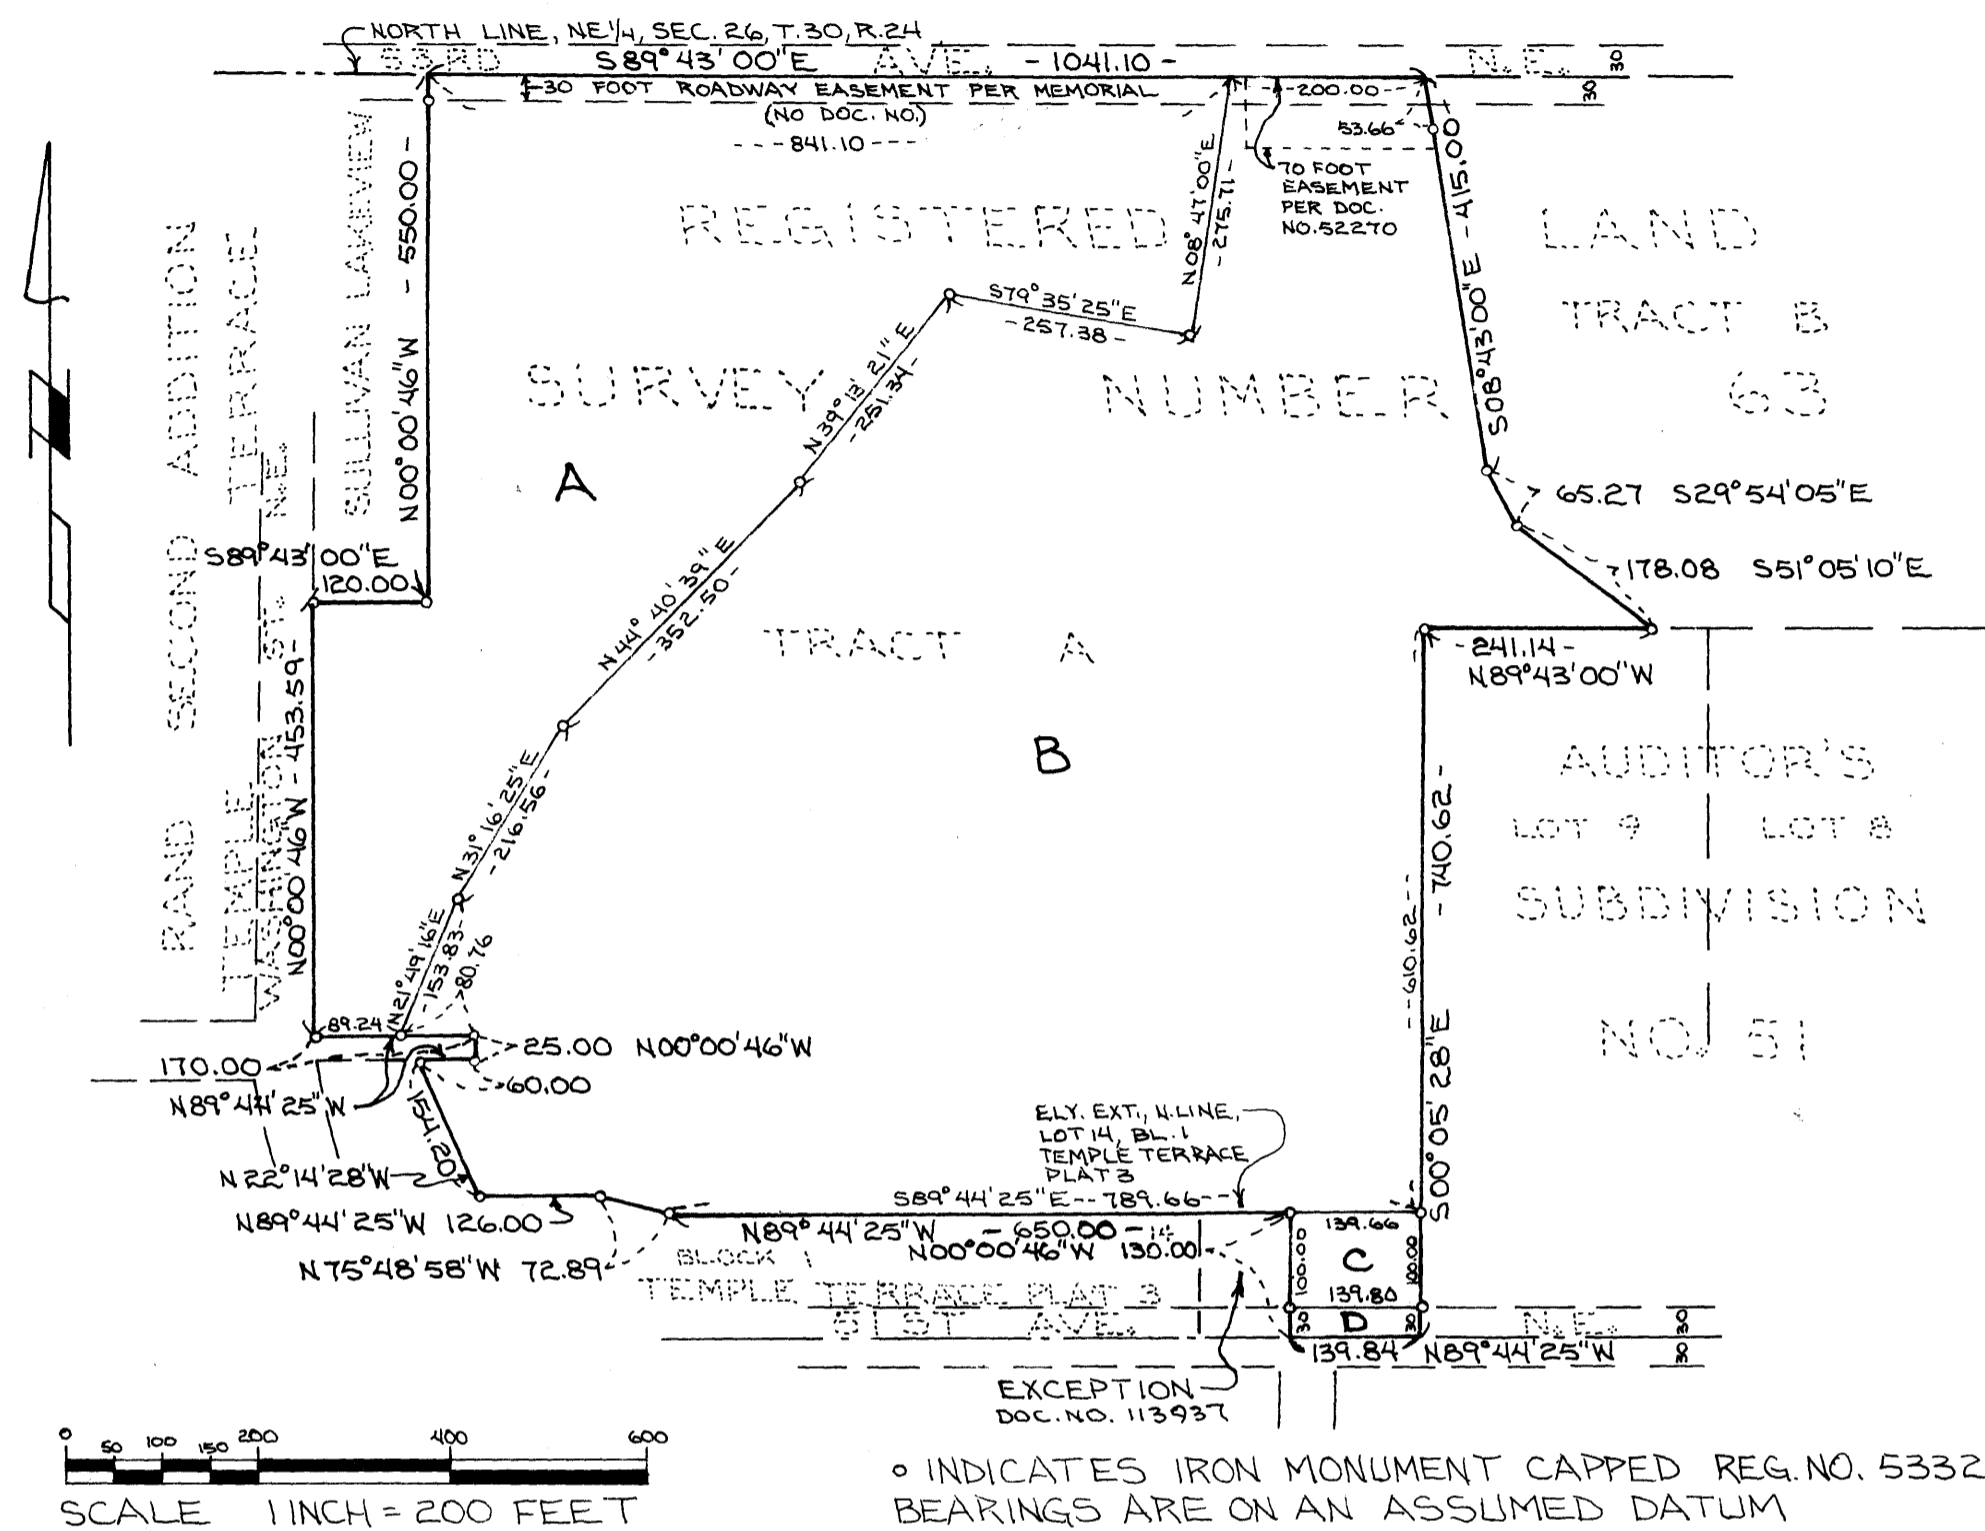 NORTH LINE, NE 1/4, SEC. 26, T. 30, R. 24
53RD AVE. N.E.
S89°43'00"E - 1041.10 -
30
30
30 FOOT ROADWAY EASEMENT PER MEMORIAL
(NO DOC. NO.)
- - - 841.10 - - -
- - 200.00 - -
53.66
70 FOOT
EASEMENT
PER DOC.
NO. 52270
N08°47'00"E
- 275.71 -
S08°43'00"E - 415.00
REGISTERED LAND
SURVEY NUMBER 63
TRACT B
S79°35'25"E
- 257.38 -
N39°13'21"E
- 251.34 -
N00°00'46"W - 550.00 -
SULLIVAN LAKEVIEW
SECOND ADDITION
TERRACE
RAND
TEMPLE
WASHINGTON ST. N.E.
A
65.27 S29°54'05"E
178.08 S51°05'10"E
S89°43'00"E
120.00
N44°40'39"E
- 352.50 -
TRACT A
- 241.14 -
N89°43'00"W
N00°00'46"W - 453.59 -
B
- 740.62 -
S00°05'28"E
- - 610.62 - -
AUDITOR'S
LOT 9 LOT 8
SUBDIVISION
NO. 51
N31°16'25"E
- 216.56 -
N21°49'16"E
- 153.83 -
80.76
89.24
25.00 N00°00'46"W
170.00
60.00
N89°44'25"W
154.20
N22°14'28"W
N89°44'25"W 126.00
N75°48'58"W 72.89
ELY. EXT., N. LINE,
LOT 14, BL. 1
TEMPLE TERRACE
PLAT 3
S89°44'25"E - - 789.66 - -
N89°44'25"W - 650.00 -
14
N00°00'46"W 130.00
BLOCK 1
TEMPLE TERRACE PLAT 3
51ST AVE. N.E.
139.66
100.00
C
100.00
139.80
30
D
30
30
30
139.84 N89°44'25"W
EXCEPTION
DOC. NO. 113937
0 50 100 150 200 400 600
SCALE 1 INCH = 200 FEET
o INDICATES IRON MONUMENT CAPPED REG. NO. 5332
BEARINGS ARE ON AN ASSUMED DATUM